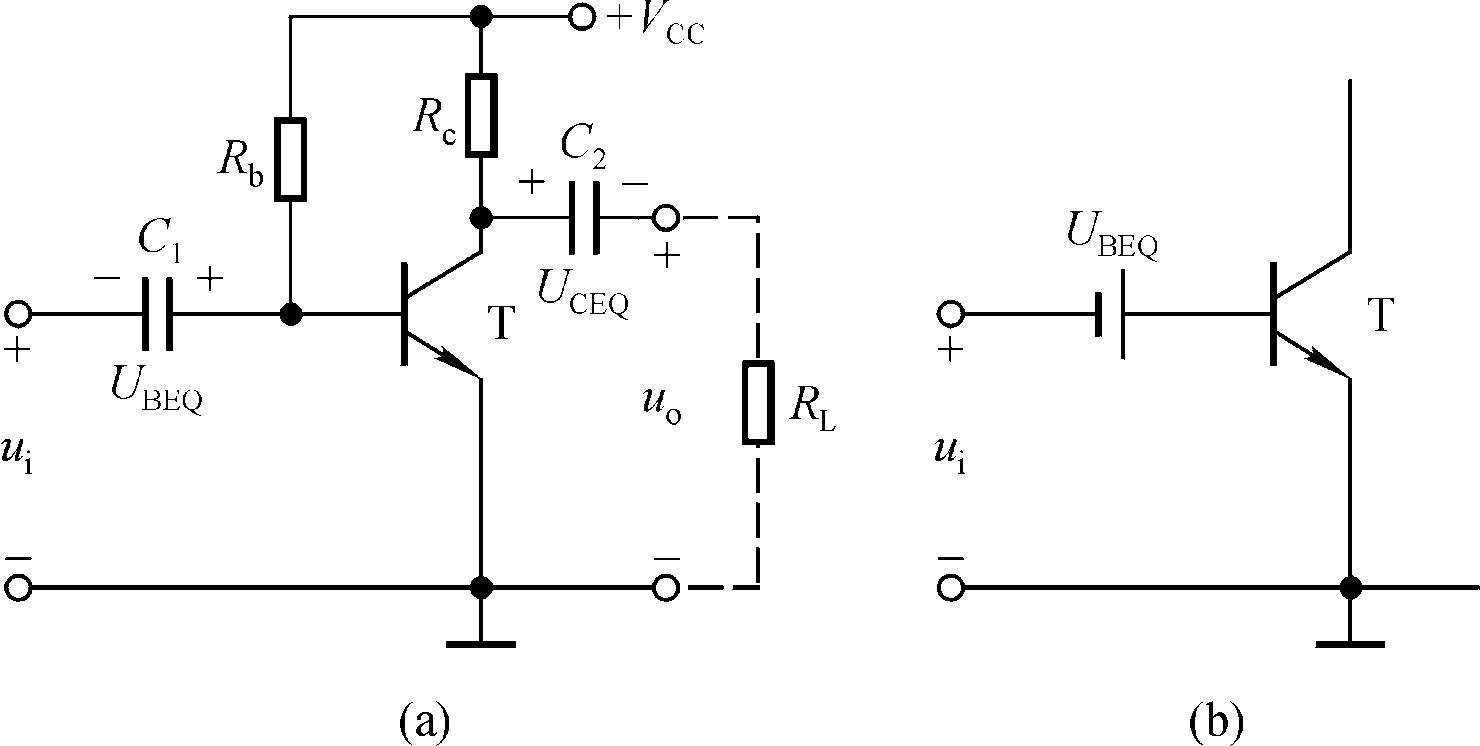 +V_CC
R_c
C_2
R_b
+ −
C_1
− +
+
U_BEQ
U_CEQ
T
T
+
+
U_BEQ
u_o
R_L
u_i
u_i
−
−
−
(a)
(b)